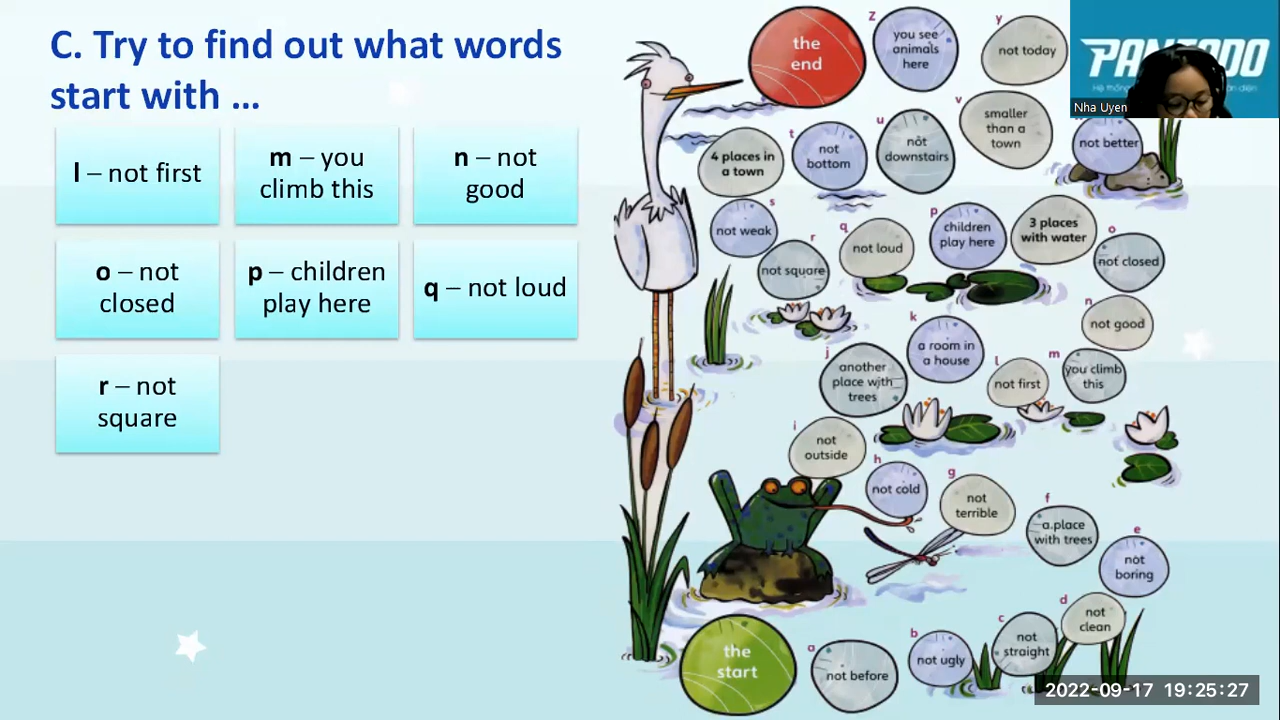 C. Try to find out what words
start with ...
l – not first
m – you
climb this
n – not
good
o – not
closed
p – children
play here
q – not loud
r – not
square
the
end
z
you see
animals
here
y
not today
Nha Uyen
v
smaller
than a
town
not better
u
not
downstairs
t
not
bottom
4 places in
a town
s
not weak
r
not square
q
not loud
p
children
play here
3 places
with water
o
not closed
n
not good
m
you climb
this
l
not first
k
a room in
a house
j
another
place with
trees
i
not
outside
h
not cold
g
not
terrible
f
a place
with trees
e
not
boring
d
not
clean
c
not
straight
b
not ugly
a
not before
the
start
2022-09-17 19:25:27